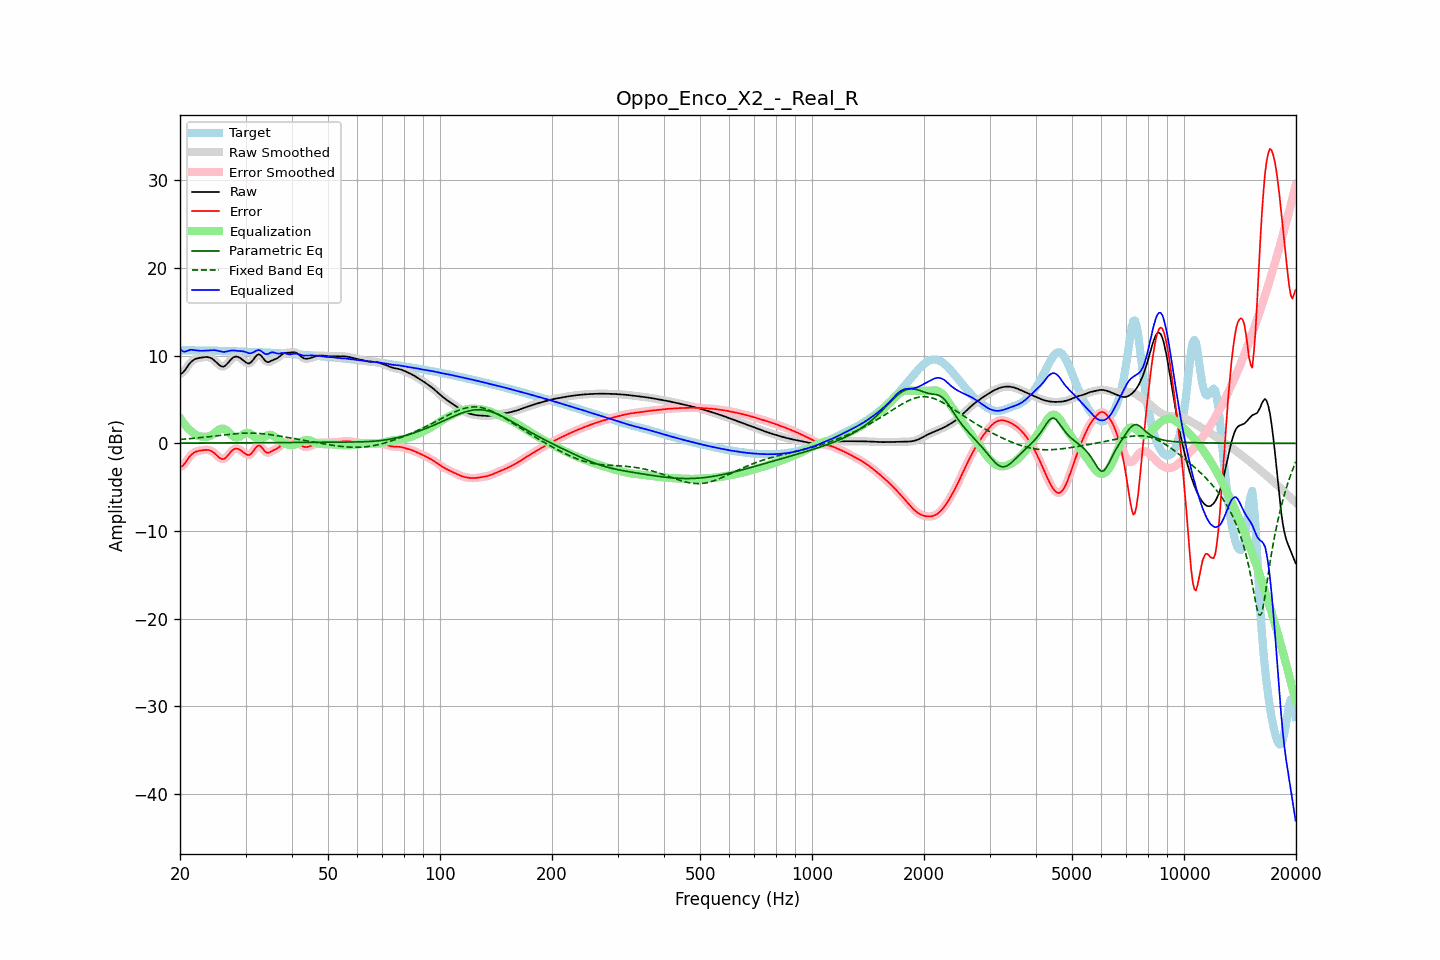 Oppo_Enco_X2_-_Real_R
Target
Raw Smoothed
Error Smoothed
Raw
Error
Equalization
Parametric Eq
Fixed Band Eq
Equalized
Amplitude (dBr)
30
20
10
0
−10
−20
−30
−40
20 50 100 200 500 1000 2000 5000 10000 20000
Frequency (Hz)